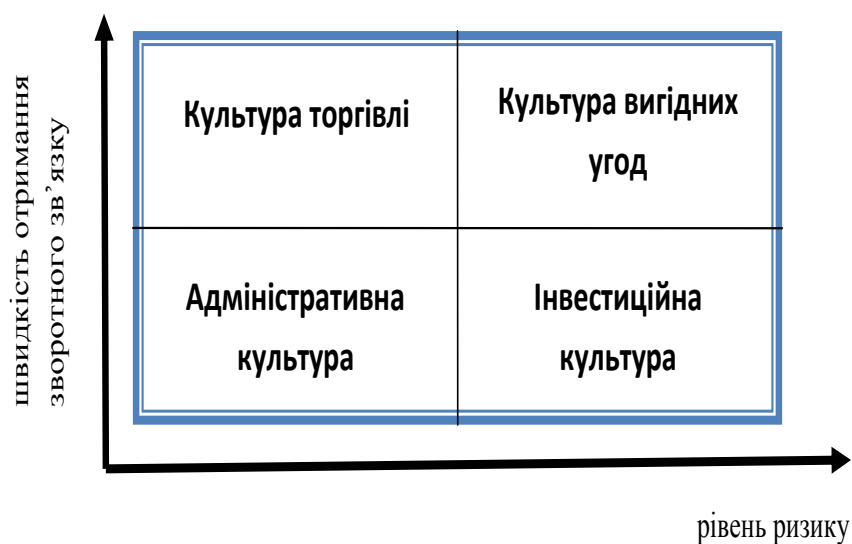 швидкість отримання
зворотного зв’язку
Культура торгівлі
Культура вигідних
угод
Адміністративна
культура
Інвестиційна
культура
рівень ризику